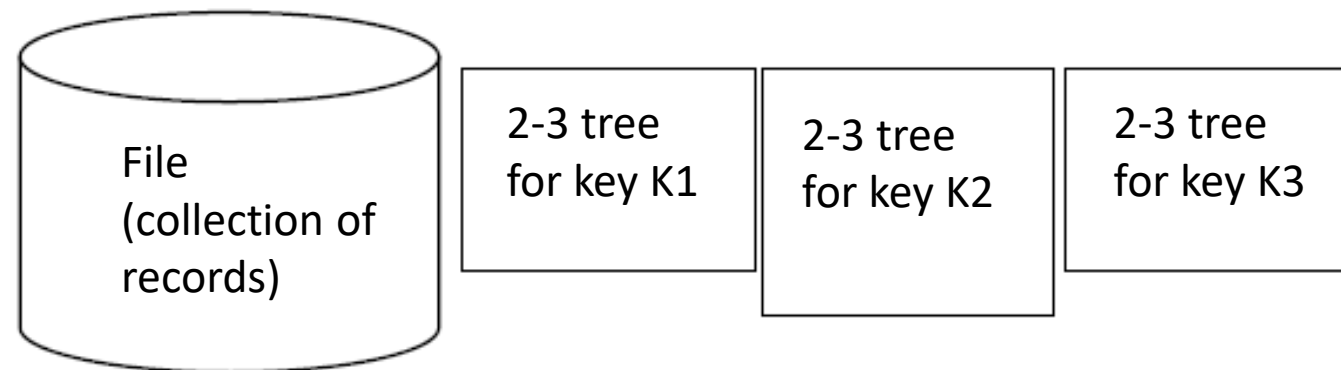 File
(collection of
records)
2-3 tree
for key K1
2-3 tree
for key K2
2-3 tree
for key K3